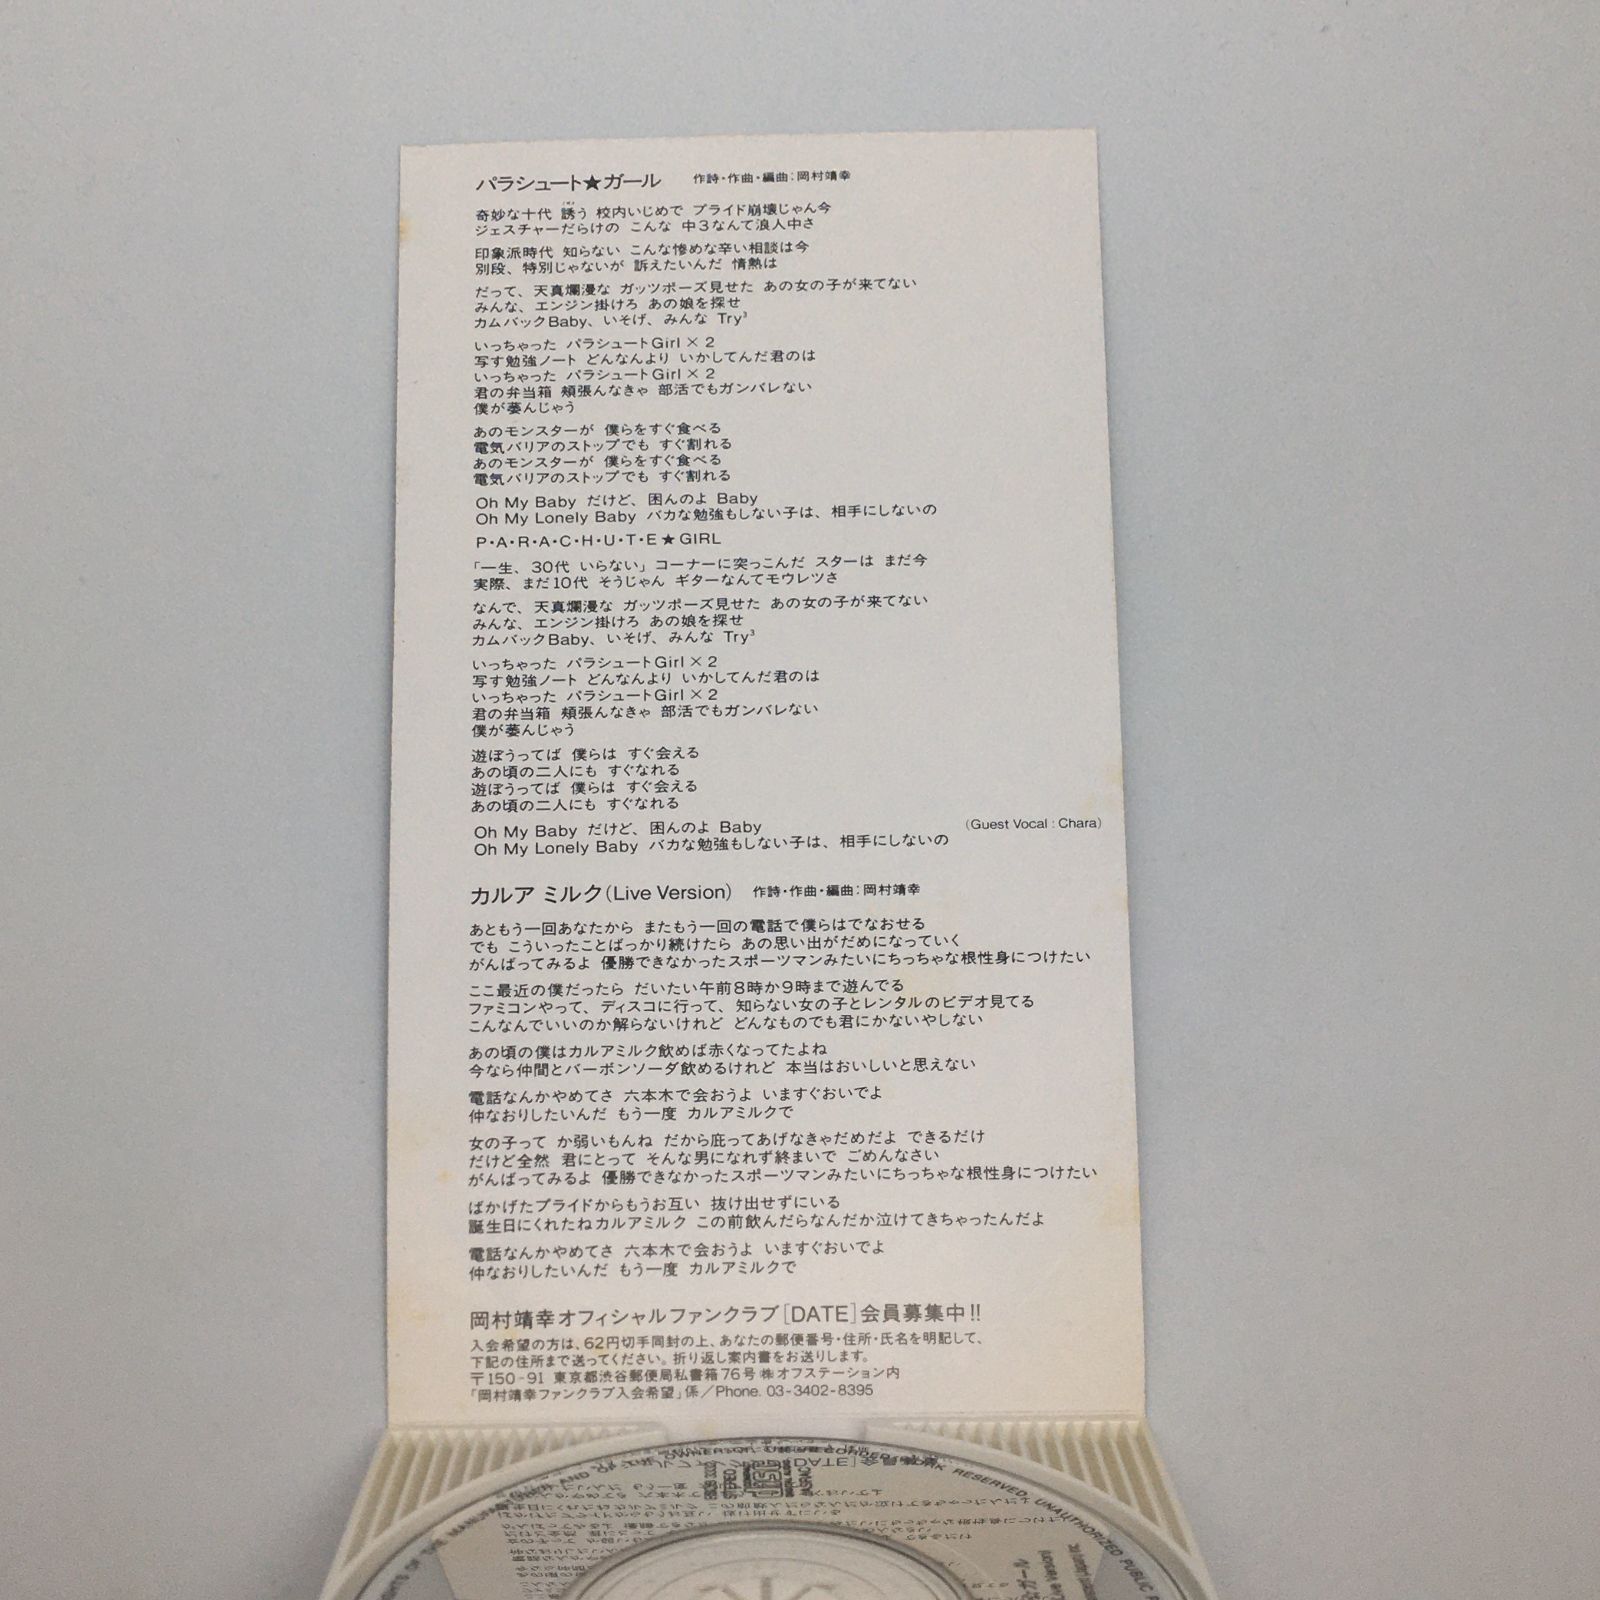 パラシュート★ガール 作詩・作曲・編曲：岡村靖幸
奇妙な十代 誘う 校内いじめで プライド崩壊じゃん今
ジェスチャーだらけの こんな 中３なんて浪人中さ
印象派時代 知らない こんな惨めな辛い相談は今
別段、特別じゃないが 訴えたいんだ 情熱は
だって、天真爛漫な ガッツポーズ見せた あの女の子が来てない
みんな、エンジン掛けろ あの娘を探せ
カムバックBaby、いそげ、みんな Try³
いっちゃった パラシュートGirl×2
写す勉強ノート どんなんより いかしてんだ君のは
いっちゃった パラシュートGirl×2
君の弁当箱 頬張んなきゃ 部活でもガンバレない
僕が萎んじゃう
あのモンスターが 僕らをすぐ食べる
電気バリアのストップでも すぐ割れる
あのモンスターが 僕らをすぐ食べる
電気バリアのストップでも すぐ割れる
Oh My Baby だけど、困んのよ Baby
Oh My Lonely Baby バカな勉強もしない子は、相手にしないの
P・A・R・A・C・H・U・T・E★GIRL
「一生、30代 いらない」コーナーに突っこんだ スターは まだ今
実際、まだ10代 そうじゃん ギターなんてモウレツさ
なんで、天真爛漫な ガッツポーズ見せた あの女の子が来てない
みんな、エンジン掛けろ あの娘を探せ
カムバックBaby、いそげ、みんな Try³
いっちゃった パラシュートGirl×2
写す勉強ノート どんなんより いかしてんだ君のは
いっちゃった パラシュートGirl×2
君の弁当箱 頬張んなきゃ 部活でもガンバレない
僕が萎んじゃう
遊ぼうってば 僕らは すぐ会える
あの頃の二人にも すぐなれる
遊ぼうってば 僕らは すぐ会える
あの頃の二人にも すぐなれる
Oh My Baby だけど、困んのよ Baby (Guest Vocal : Chara)
Oh My Lonely Baby バカな勉強もしない子は、相手にしないの
カルア ミルク(Live Version) 作詩・作曲・編曲：岡村靖幸
あともう一回あなたから またもう一回の電話で僕らはでなおせる
でも こういったことばっかり続けたら あの思い出がだめになっていく
がんばってみるよ 優勝できなかったスポーツマンみたいにちっちゃな根性身につけたい
ここ最近の僕だったら だいたい午前8時か9時まで遊んでる
ファミコンやって、ディスコに行って、知らない女の子とレンタルのビデオ見てる
こんなんでいいのか解らないけれど どんなものでも君にかないやしない
あの頃の僕はカルアミルク飲めば赤くなってたよね
今なら仲間とバーボンソーダ飲めるけれど 本当はおいしいと思えない
電話なんかやめてさ 六本木で会おうよ いますぐおいでよ
仲なおりしたいんだ もう一度 カルアミルクで
女の子って か弱いもんね だから庇ってあげなきゃだめだよ できるだけ
だけど全然 君にとって そんな男になれず終まいで ごめんなさい
がんばってみるよ 優勝できなかったスポーツマンみたいにちっちゃな根性身につけたい
ばかげたプライドからもうお互い 抜け出せずにいる
誕生日にくれたねカルアミルク この前飲んだらなんだか泣けてきちゃったんだよ
電話なんかやめてさ 六本木で会おうよ いますぐおいでよ
仲なおりしたいんだ もう一度 カルアミルクで
岡村靖幸オフィシャルファンクラブ[DATE]会員募集中!!
入会希望の方は、62円切手同封の上、あなたの郵便番号・住所・氏名を明記して、
下記の住所まで送ってください。折り返し案内書をお送りします。
〒150-91 東京都渋谷郵便局私書箱76号 ㈱オフステーション内
「岡村靖幸ファンクラブ入会希望」係／Phone. 03-3402-8395
OF THE MANUFACTURER AND OF
WORK RESERVED. UNAUTHORIZED PUBLIC
STEREO